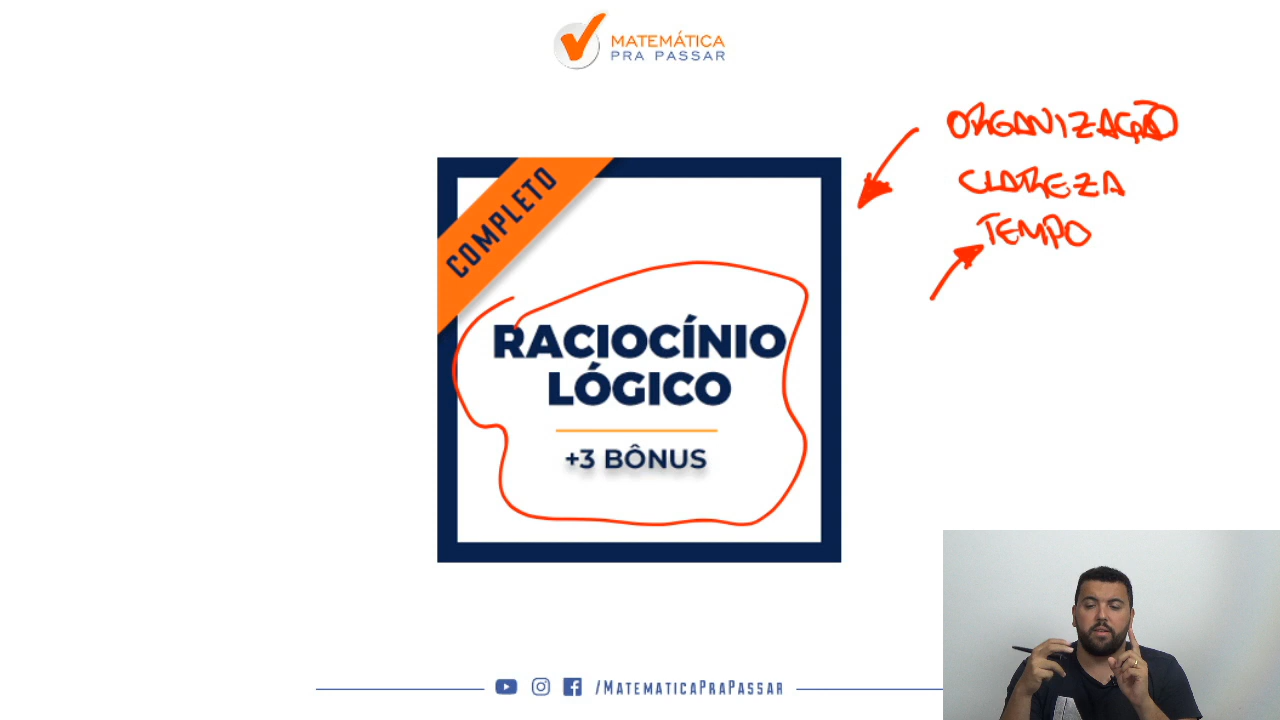 MATEMÁTICA
PRA PASSAR
ORGANIZAÇÃO
CLAREZA
TEMPO
COMPLETO
RACIOCÍNIO
LÓGICO
+3 BÔNUS
/MATEMATICAPRAPASSAR